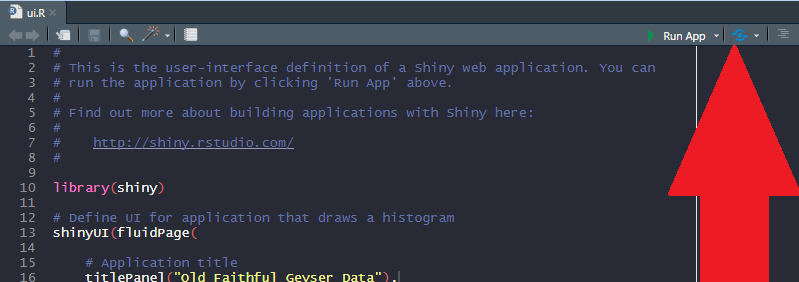 ui.R
Run App
1 #
2 # This is the user-interface definition of a Shiny web application. You can
3 # run the application by clicking 'Run App' above.
4 #
5 # Find out more about building applications with Shiny here:
6 #
7 #    http://shiny.rstudio.com/
8 #
9
10 library(shiny)
11
12 # Define UI for application that draws a histogram
13 shinyUI(fluidPage(
14
15     # Application title
16     titlePanel("Old Faithful Geyser Data"),